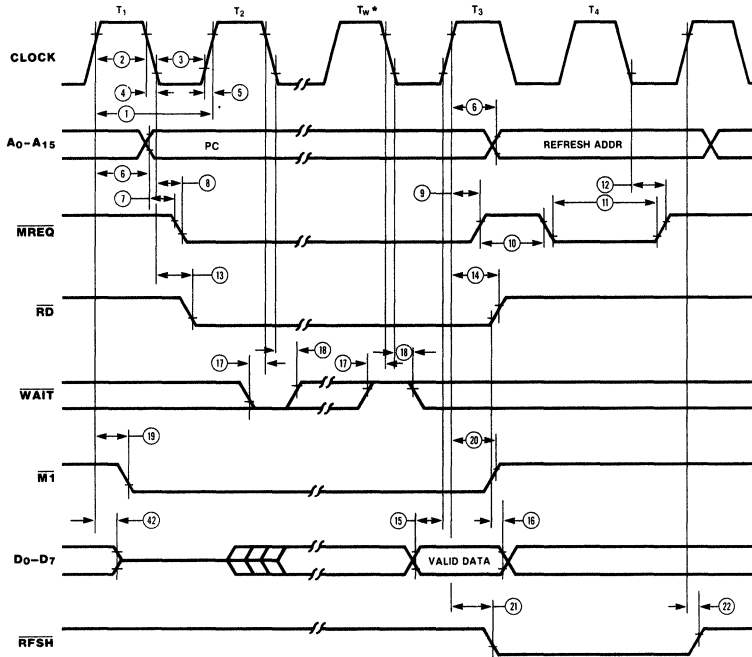 T1 T2 Tw* T3 T4
CLOCK
2 3
4 5
1 6
A0–A15 PC REFRESH ADDR
6 8 12
7 9 11
MREQ
10
13 14
RD
17 18 17 18
WAIT
19 20
M1
42 15 16
D0–D7 VALID DATA
21 22
RFSH